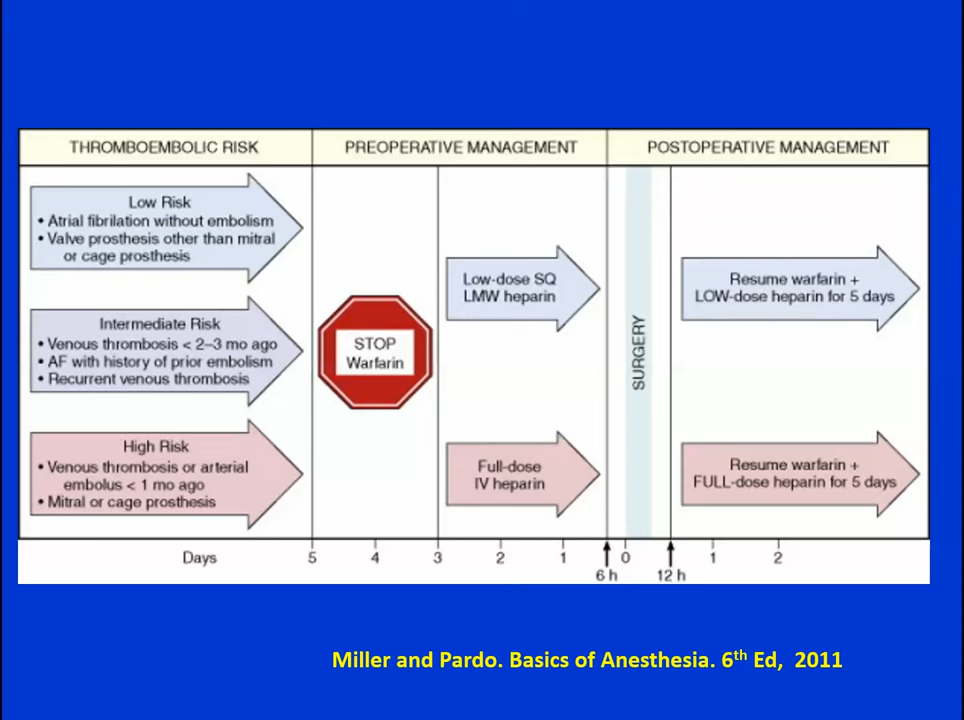 THROMBOEMBOLIC RISK
PREOPERATIVE MANAGEMENT
POSTOPERATIVE MANAGEMENT
Low Risk
• Atrial fibrilation without embolism
• Valve prosthesis other than mitral
or cage prosthesis
Intermediate Risk
• Venous thrombosis < 2–3 mo ago
• AF with history of prior embolism
• Recurrent venous thrombosis
High Risk
• Venous thrombosis or arterial
embolus < 1 mo ago
• Mitral or cage prosthesis
STOP
Warfarin
Low-dose SQ
LMW heparin
Full-dose
IV heparin
SURGERY
Resume warfarin +
LOW-dose heparin for 5 days
Resume warfarin +
FULL-dose heparin for 5 days
Days 5 4 3 2 1 0 1 2
6 h 12 h
Miller and Pardo. Basics of Anesthesia. 6th Ed, 2011